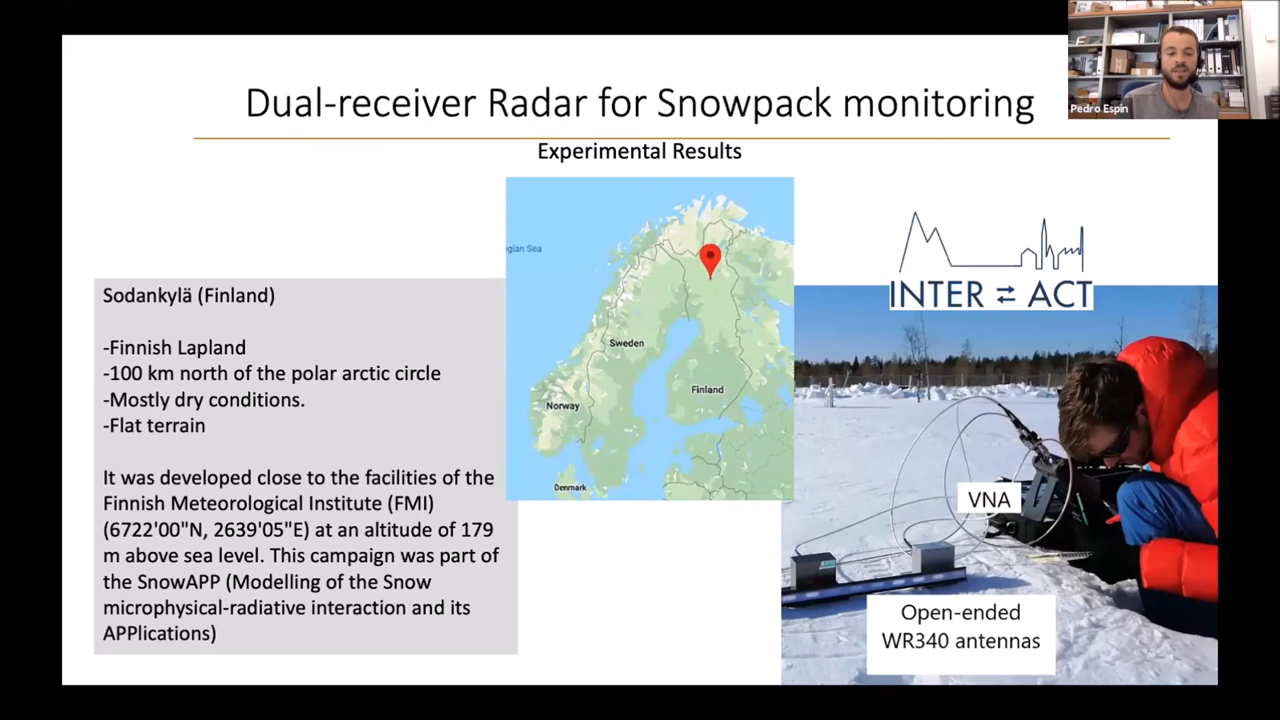 Dual-receiver Radar for Snowpack monitoring
Pedro Espin
Experimental Results
gian Sea
Sweden
Finland
Norway
Denmark
INTER ⇄ ACT
Sodankylä (Finland)
-Finnish Lapland
-100 km north of the polar arctic circle
-Mostly dry conditions.
-Flat terrain
It was developed close to the facilities of the
Finnish Meteorological Institute (FMI)
(6722'00"N, 2639'05"E) at an altitude of 179
m above sea level. This campaign was part of
the SnowAPP (Modelling of the Snow
microphysical-radiative interaction and its
APPlications)
VNA
Open-ended
WR340 antennas